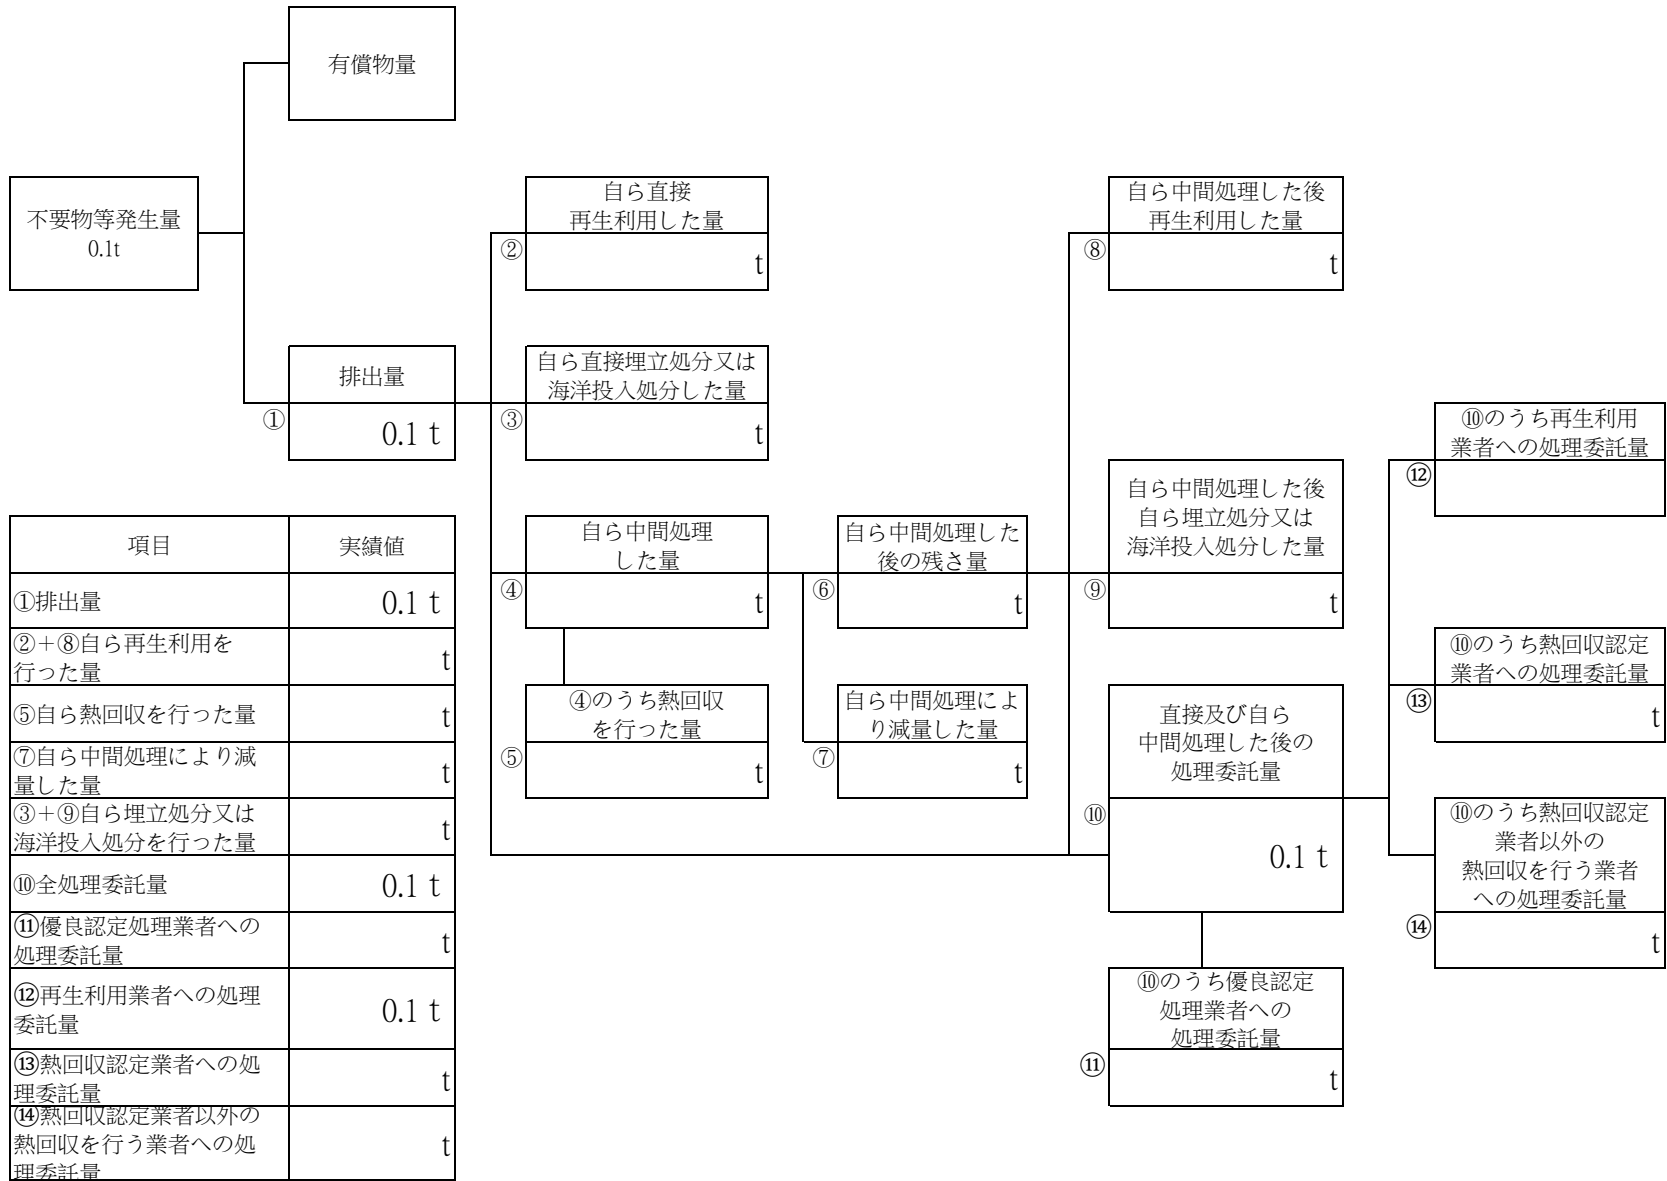 有償物量
不要物等発生量
0.1t
自ら直接
再生利用した量
②
t
自ら中間処理した後
再生利用した量
⑧
t
排出量
①
0.1 t
自ら直接埋立処分又は
海洋投入処分した量
③
t
⑩のうち再生利用
業者への処理委託量
⑫
自ら中間処理した後
自ら埋立処分又は
海洋投入処分した量
⑨
t
自ら中間処理
した量
④
t
自ら中間処理した
後の残さ量
⑥
t
⑩のうち熱回収認定
業者への処理委託量
⑬
t
④のうち熱回収
を行った量
⑤
t
自ら中間処理によ
り減量した量
⑦
t
直接及び自ら
中間処理した後の
処理委託量
⑩
0.1 t
⑩のうち熱回収認定
業者以外の
熱回収を行う業者
への処理委託量
⑭
t
⑩のうち優良認定
処理業者への
処理委託量
⑪
t
項目 実績値
①排出量 0.1 t
②＋⑧自ら再生利用を
行った量
t
⑤自ら熱回収を行った量 t
⑦自ら中間処理により減
量した量
t
③＋⑨自ら埋立処分又は
海洋投入処分を行った量
t
⑩全処理委託量 0.1 t
⑪優良認定処理業者への
処理委託量
t
⑫再生利用業者への処理
委託量
0.1 t
⑬熱回収認定業者への処
理委託量
t
⑭熱回収認定業者以外の
熱回収を行う業者への処
理委託量
t